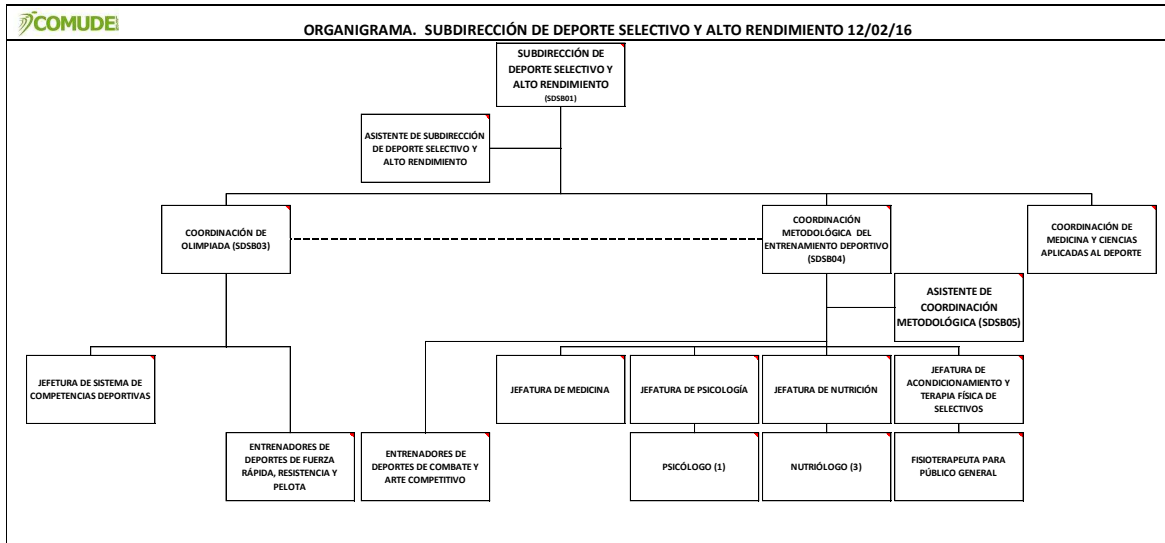 COMUDE
ORGANIGRAMA. SUBDIRECCIÓN DE DEPORTE SELECTIVO Y ALTO RENDIMIENTO 12/02/16
SUBDIRECCIÓN DE
DEPORTE SELECTIVO Y
ALTO RENDIMIENTO
(SDSB01)
ASISTENTE DE SUBDIRECCIÓN
DE DEPORTE SELECTIVO Y
ALTO RENDIMIENTO
COORDINACIÓN DE
OLIMPIADA (SDSB03)
COORDINACIÓN
METODOLÓGICA DEL
ENTRENAMIENTO DEPORTIVO
(SDSB04)
COORDINACIÓN DE
MEDICINA Y CIENCIAS
APLICADAS AL DEPORTE
ASISTENTE DE
COORDINACIÓN
METODOLÓGICA (SDSB05)
JEFETURA DE SISTEMA DE
COMPETENCIAS DEPORTIVAS
JEFATURA DE MEDICINA
JEFATURA DE PSICOLOGÍA
JEFATURA DE NUTRICIÓN
JEFATURA DE
ACONDICIONAMIENTO Y
TERAPIA FÍSICA DE
SELECTIVOS
ENTRENADORES DE
DEPORTES DE FUERZA
RÁPIDA, RESISTENCIA Y
PELOTA
ENTRENADORES DE
DEPORTES DE COMBATE Y
ARTE COMPETITIVO
PSICÓLOGO (1)
NUTRIÓLOGO (3)
FISIOTERAPEUTA PARA
PÚBLICO GENERAL